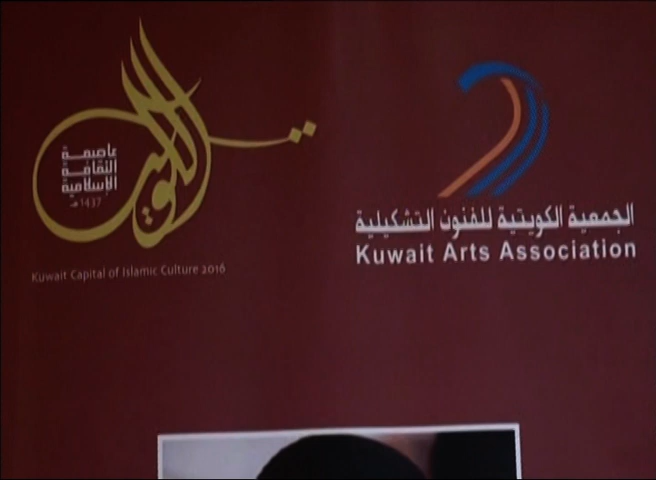 الكويت
عاصمة
الثقافة
الإسلامية
1437هـ
Kuwait Capital of Islamic Culture 2016
الجمعية الكويتية للفنون التشكيلية
Kuwait Arts Association